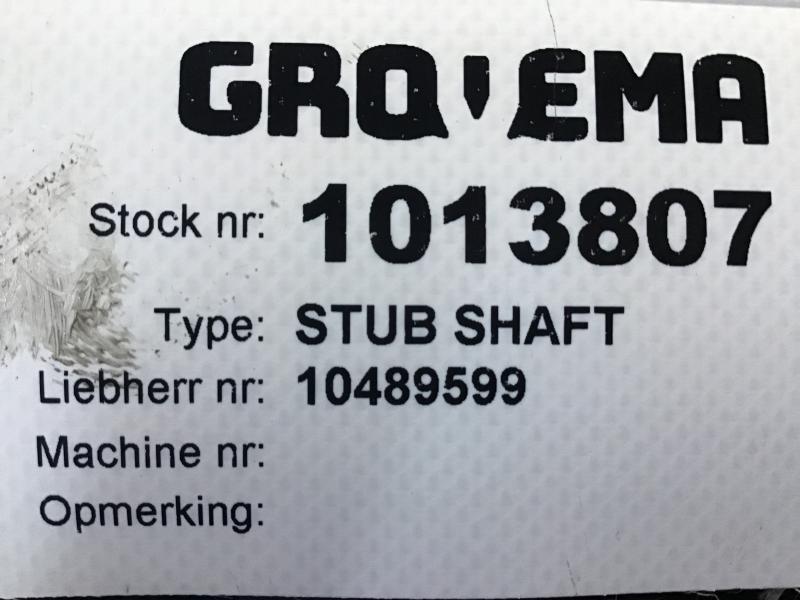 GRO'EMA
Stock nr: 1013807
Type: STUB SHAFT
Liebherr nr: 10489599
Machine nr:
Opmerking: